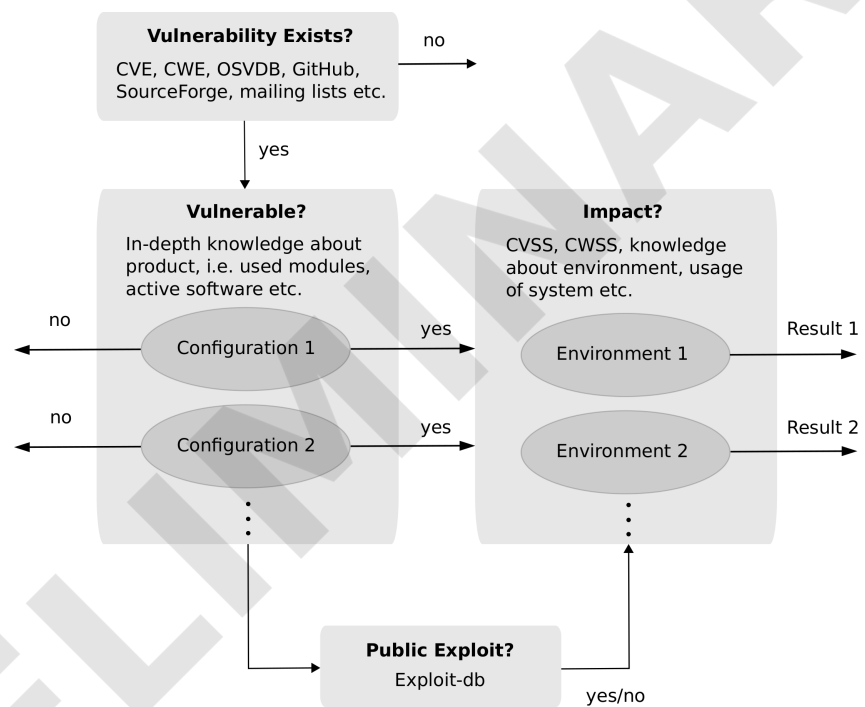 Vulnerability Exists?
CVE, CWE, OSVDB, GitHub,
SourceForge, mailing lists etc.
no
yes
Vulnerable?
In-depth knowledge about
product, i.e. used modules,
active software etc.
no
Configuration 1
yes
no
Configuration 2
yes
Impact?
CVSS, CWSS, knowledge
about environment, usage
of system etc.
Environment 1
Result 1
Environment 2
Result 2
Public Exploit?
Exploit-db
yes/no
ELIMINAR